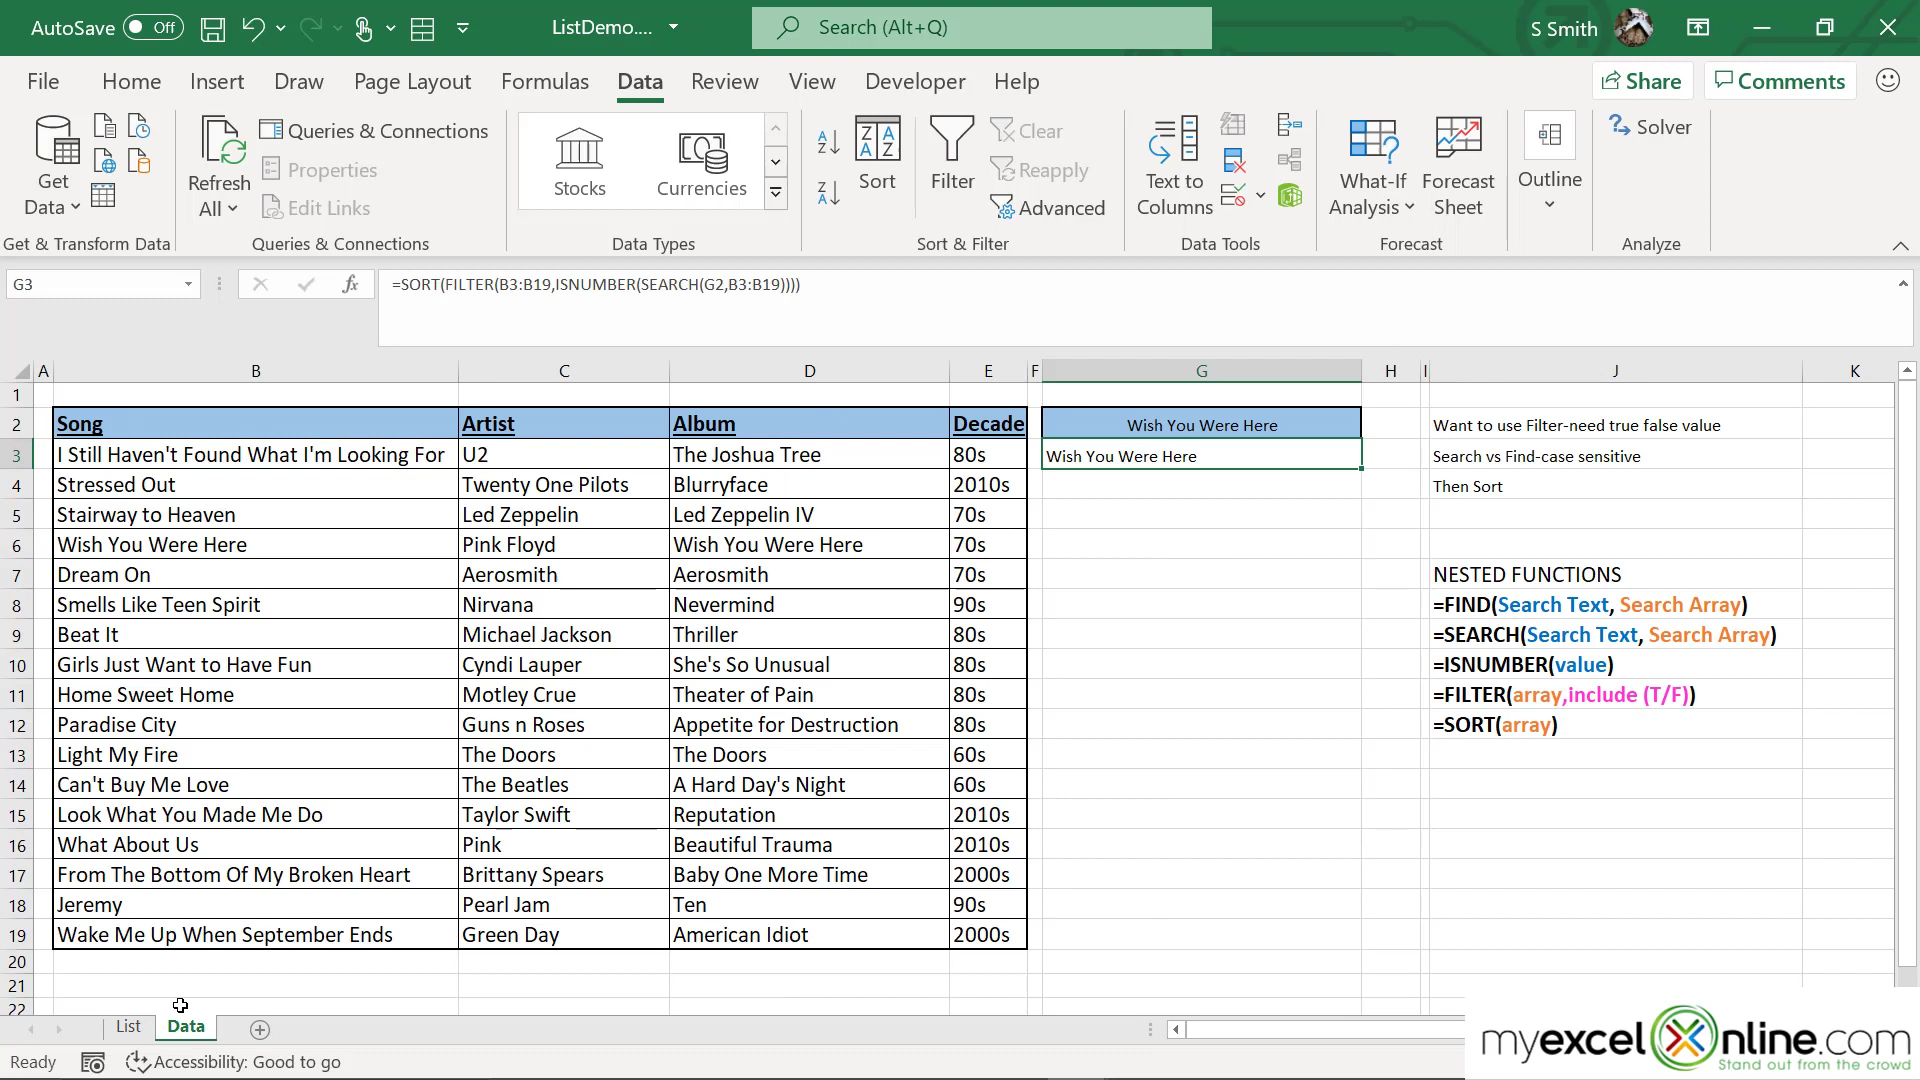 AutoSave Off ListDemo.... Search (Alt+Q) S Smith
File Home Insert Draw Page Layout Formulas Data Review View Developer Help Share Comments
Get Data
Refresh All
Queries & Connections
Properties
Edit Links
Stocks
Currencies
Sort
Filter
Clear
Reapply
Advanced
Text to Columns
What-If Analysis
Forecast Sheet
Outline
Solver
Get & Transform Data Queries & Connections Data Types Sort & Filter Data Tools Forecast Analyze
G3 fx =SORT(FILTER(B3:B19,ISNUMBER(SEARCH(G2,B3:B19))))
A B C D E F G H I J K
1
2 Song Artist Album Decade Wish You Were Here Want to use Filter-need true false value
3 I Still Haven't Found What I'm Looking For U2 The Joshua Tree 80s Wish You Were Here Search vs Find-case sensitive
4 Stressed Out Twenty One Pilots Blurryface 2010s Then Sort
5 Stairway to Heaven Led Zeppelin Led Zeppelin IV 70s
6 Wish You Were Here Pink Floyd Wish You Were Here 70s
7 Dream On Aerosmith Aerosmith 70s NESTED FUNCTIONS
8 Smells Like Teen Spirit Nirvana Nevermind 90s =FIND(Search Text, Search Array)
9 Beat It Michael Jackson Thriller 80s =SEARCH(Search Text, Search Array)
10 Girls Just Want to Have Fun Cyndi Lauper She's So Unusual 80s =ISNUMBER(value)
11 Home Sweet Home Motley Crue Theater of Pain 80s =FILTER(array,include (T/F))
12 Paradise City Guns n Roses Appetite for Destruction 80s =SORT(array)
13 Light My Fire The Doors The Doors 60s
14 Can't Buy Me Love The Beatles A Hard Day's Night 60s
15 Look What You Made Me Do Taylor Swift Reputation 2010s
16 What About Us Pink Beautiful Trauma 2010s
17 From The Bottom Of My Broken Heart Brittany Spears Baby One More Time 2000s
18 Jeremy Pearl Jam Ten 90s
19 Wake Me Up When September Ends Green Day American Idiot 2000s
20
21
22
List Data
Ready Accessibility: Good to go
myexcelOnline.com
Stand out from the crowd